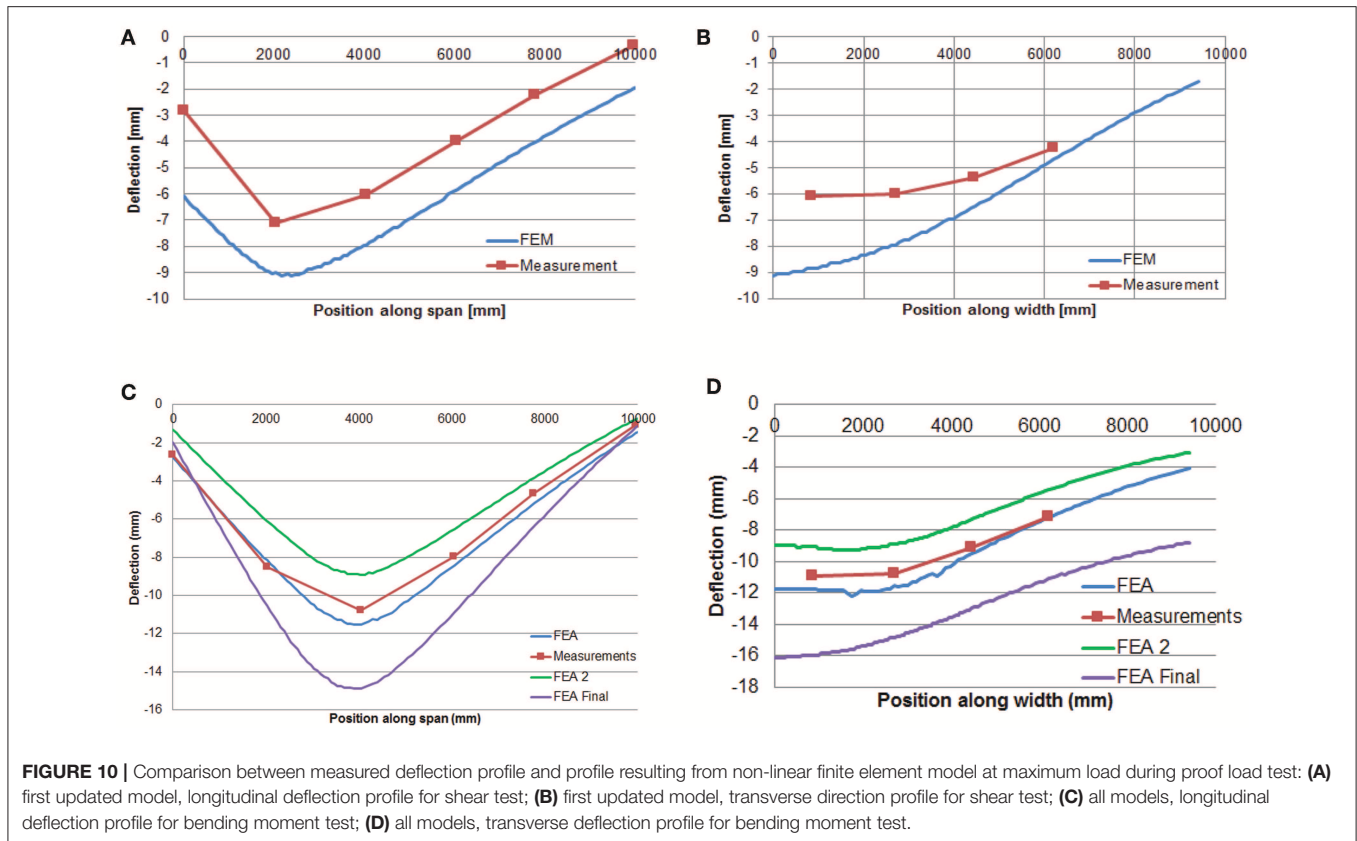 A
0
2000
4000
6000
8000
10000
0
-1
-2
-3
-4
-5
-6
-7
-8
-9
-10
Deflection [mm]
FEM
Measurement
Position along span [mm]
B
0
2000
4000
6000
8000
10000
0
-1
-2
-3
-4
-5
-6
-7
-8
-9
-10
Deflection [mm]
FEM
Measurement
Position along width [mm]
C
0
2000
4000
6000
8000
10000
0
-2
-4
-6
-8
-10
-12
-14
-16
Deflection (mm)
FEA
Measurements
FEA 2
FEA Final
Position along span (mm)
D
0
2000
4000
6000
8000
10000
0
-2
-4
-6
-8
-10
-12
-14
-16
-18
Deflection (mm)
FEA
Measurements
FEA 2
FEA Final
Position along width (mm)
FIGURE 10 | Comparison between measured deflection profile and profile resulting from non-linear finite element model at maximum load during proof load test: (A)
first updated model, longitudinal deflection profile for shear test; (B) first updated model, transverse direction profile for shear test; (C) all models, longitudinal
deflection profile for bending moment test; (D) all models, transverse deflection profile for bending moment test.